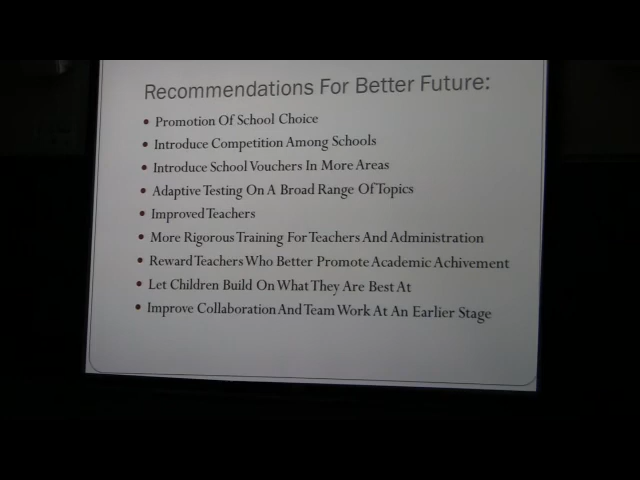 Recommendations For Better Future:
• Promotion Of School Choice
• Introduce Competition Among Schools
• Introduce School Vouchers In More Areas
• Adaptive Testing On A Broad Range Of Topics
• Improved Teachers
• More Rigorous Training For Teachers And Administration
• Reward Teachers Who Better Promote Academic Achivement
• Let Children Build On What They Are Best At
• Improve Collaboration And Team Work At An Earlier Stage